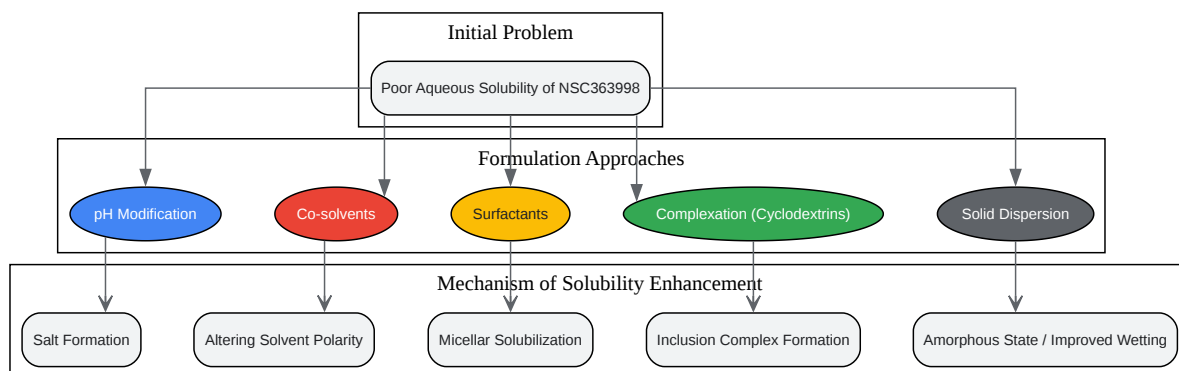 Initial Problem
Poor Aqueous Solubility of NSC363998
Formulation Approaches
pH Modification
Co-solvents
Surfactants
Complexation (Cyclodextrins)
Solid Dispersion
Mechanism of Solubility Enhancement
Salt Formation
Altering Solvent Polarity
Micellar Solubilization
Inclusion Complex Formation
Amorphous State / Improved Wetting